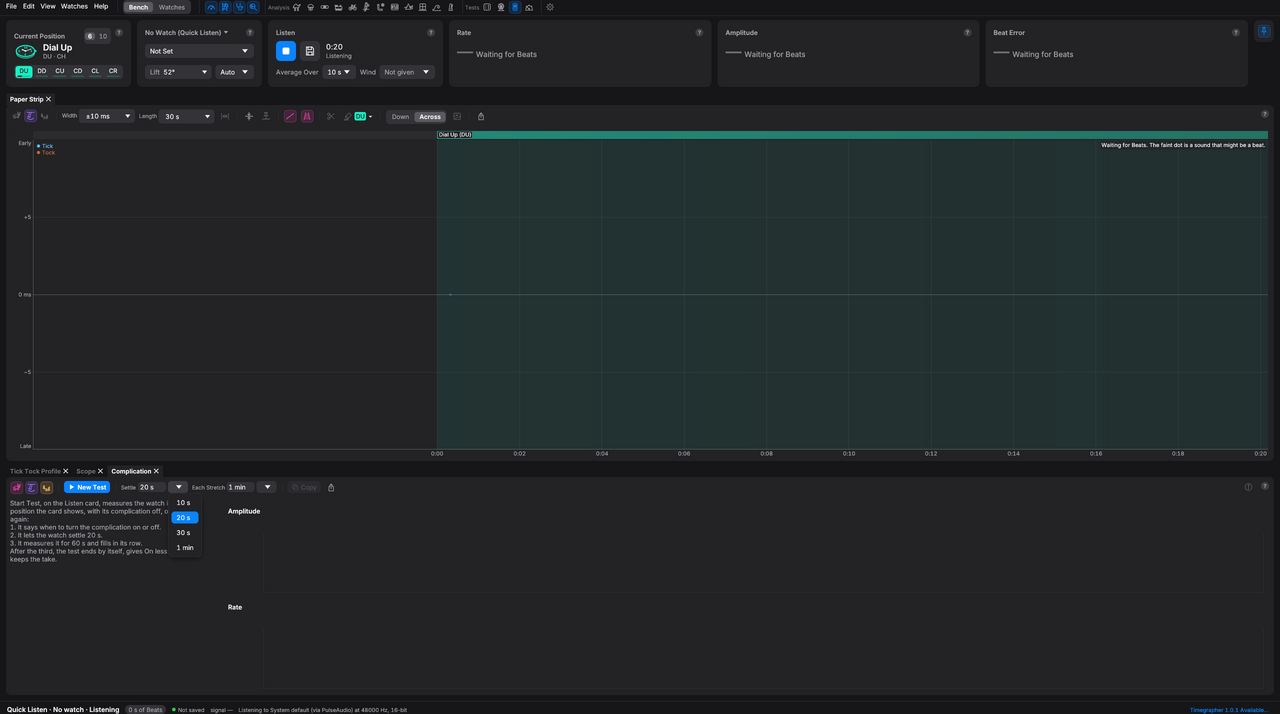 File Edit View Watches Help
Bench Watches
Analysis
Tests
Current Position
6 10
?
Dial Up
DU · CH
DU DD CU CD CL CR
No Watch (Quick Listen)
?
Not Set
Lift 52°
Auto
Listen
?
0:20
Listening
Average Over 10 s Wind Not given
Rate
?
Waiting for Beats
Amplitude
?
Waiting for Beats
Beat Error
?
Waiting for Beats
Paper Strip
Width ±10 ms Length 30 s
DU
Down Across
?
Dial Up (DU)
Early
Tick
Tock
Waiting for Beats. The faint dot is a sound that might be a beat.
+5
0 ms
−5
Late
0:00 0:02 0:04 0:06 0:08 0:10 0:12 0:14 0:16 0:18 0:20
Tick Tock Profile Scope Complication
New Test Settle 20 s Each Stretch 1 min Copy
?
10 s
20 s
30 s
1 min
Start Test, on the Listen card, measures the watch
position the card shows, with its complication off, o
again:
1. It says when to turn the complication on or off.
2. It lets the watch settle 20 s.
3. It measures it for 60 s and fills in its row.
After the third, the test ends by itself, gives On less
keeps the take.
Amplitude
Rate
Quick Listen · No watch · Listening 0 s of Beats Not saved signal — Listening to System default (via PulseAudio) at 48000 Hz, 16-bit
Timegrapher 1.0.1 Available...